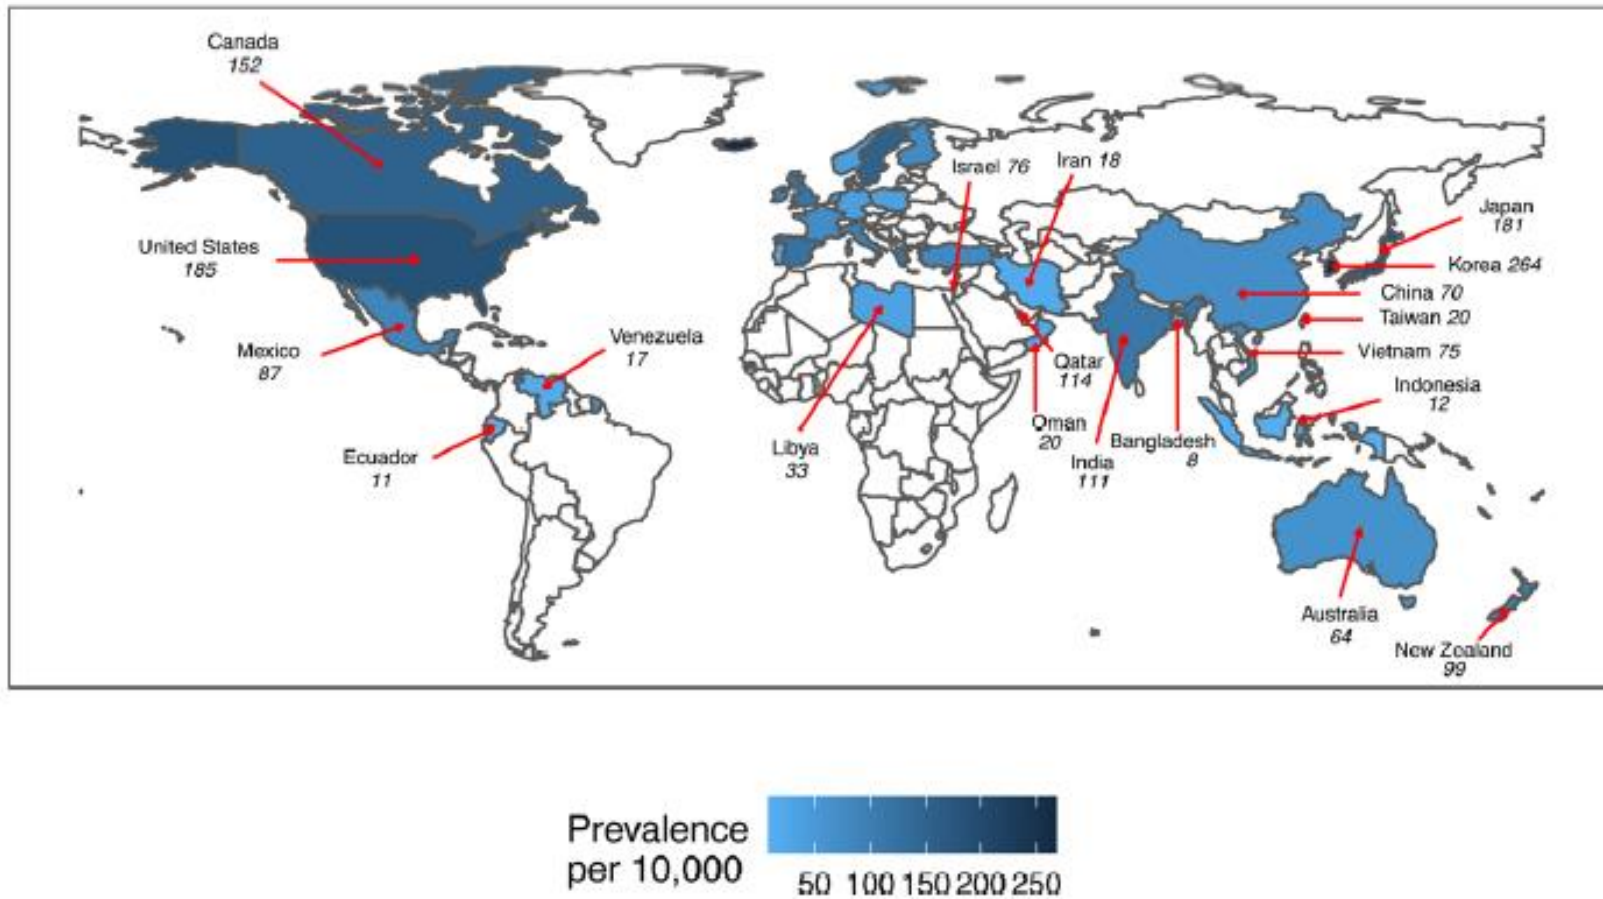 Canada
152
United States
185
Mexico
87
Venezuela
17
Ecuador
11
Libya
33
Israel 76
Iran 18
Qatar
114
Oman
20
India
111
Bangladesh
8
Japan
181
Korea 264
China 70
Taiwan 20
Vietnam 75
Indonesia
12
Australia
64
New Zealand
99
Prevalence
per 10,000
50 100 150 200 250